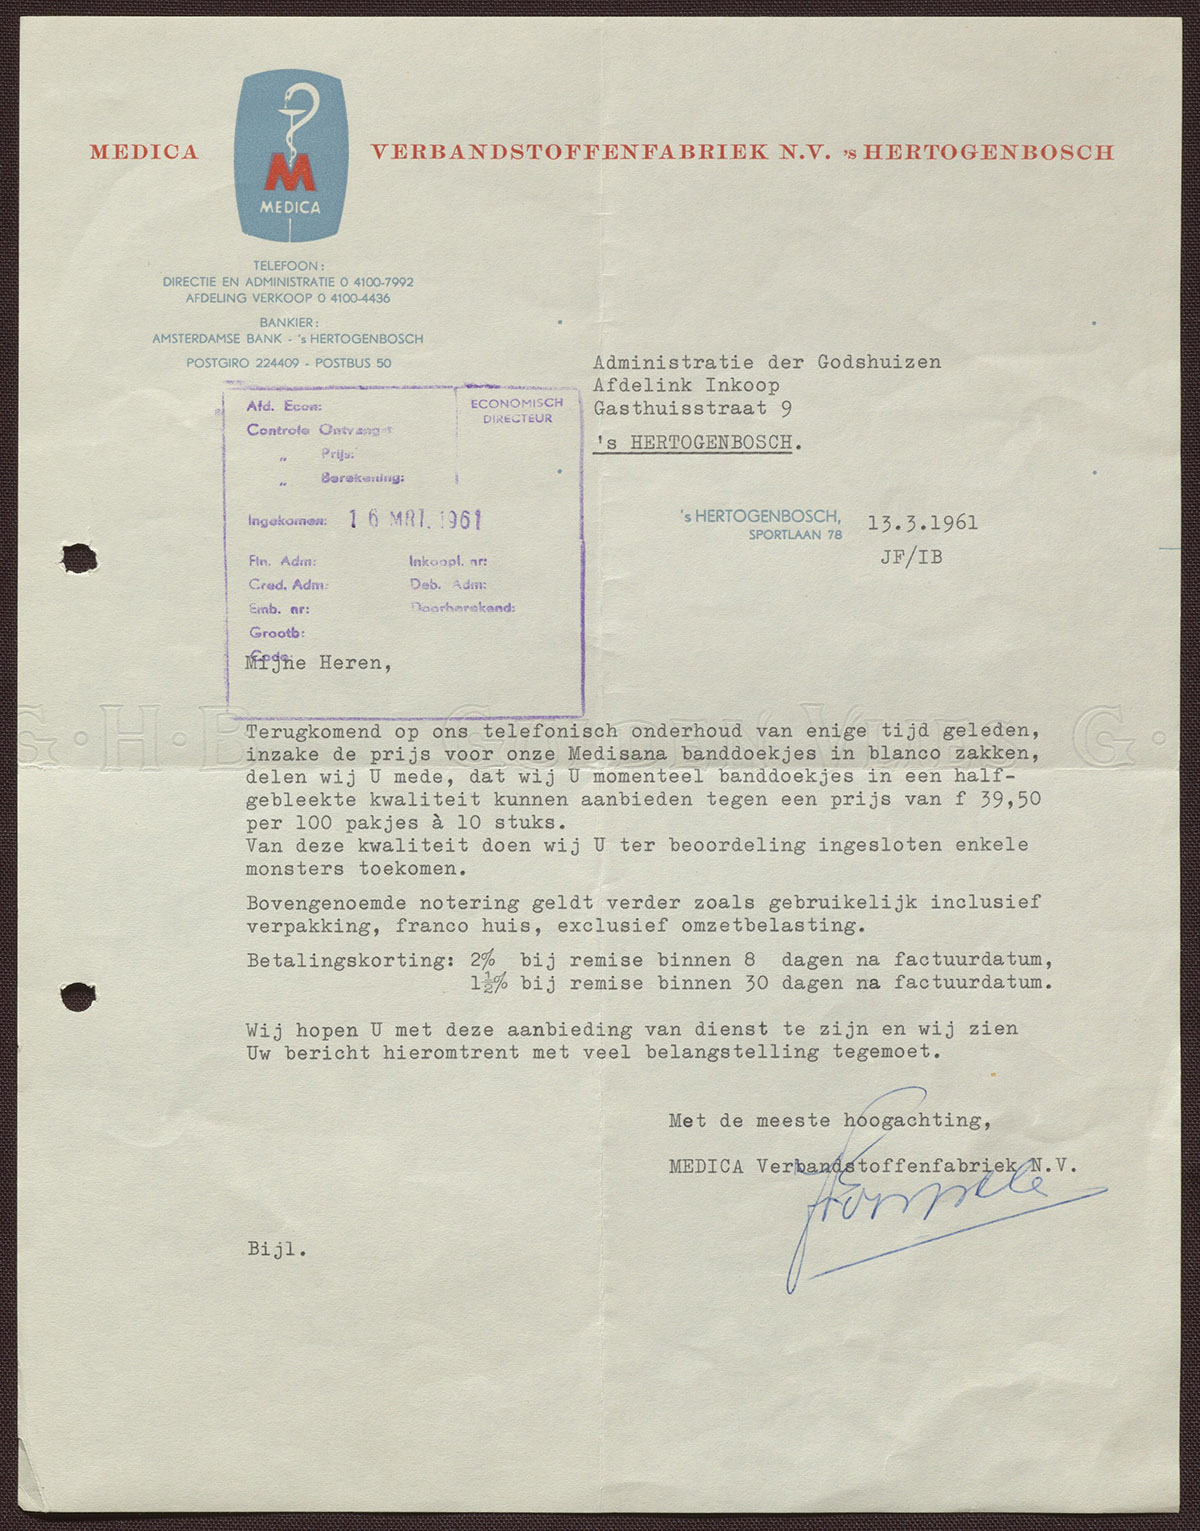 MEDICA
VERBANDSTOFFENFABRIEK N.V. 's HERTOGENBOSCH
M
MEDICA
TELEFOON:
DIRECTIE EN ADMINISTRATIE 0 4100-7992
AFDELING VERKOOP 0 4100-4436
BANKIER:
AMSTERDAMSE BANK - 's HERTOGENBOSCH
POSTGIRO 224409 - POSTBUS 50
Administratie der Godshuizen
Afdelink Inkoop
Gasthuisstraat 9
's HERTOGENBOSCH.
Afd. Econ:
ECONOMISCH
DIRECTEUR
Controle Ontvangst
„ Prijs:
„ Berekening:
Ingekomen: 16 MRT. 1961
Fin. Adm: Inkoopl. nr:
Cred. Adm: Deb. Adm:
Emb. nr: Doorberekend:
Grootb:
Code:
's HERTOGENBOSCH, 13.3.1961
SPORTLAAN 78
JF/IB
Mijne Heren,
Terugkomend op ons telefonisch onderhoud van enige tijd geleden,
inzake de prijs voor onze Medisana banddoekjes in blanco zakken,
delen wij U mede, dat wij U momenteel banddoekjes in een half-
gebleekte kwaliteit kunnen aanbieden tegen een prijs van f 39,50
per 100 pakjes à 10 stuks.
Van deze kwaliteit doen wij U ter beoordeling ingesloten enkele
monsters toekomen.
Bovengenoemde notering geldt verder zoals gebruikelijk inclusief
verpakking, franco huis, exclusief omzetbelasting.
Betalingskorting: 2% bij remise binnen 8 dagen na factuurdatum,
1½% bij remise binnen 30 dagen na factuurdatum.
Wij hopen U met deze aanbieding van dienst te zijn en wij zien
Uw bericht hieromtrent met veel belangstelling tegemoet.
Met de meeste hoogachting,
MEDICA Verbandstoffenfabriek N.V.
Bijl.